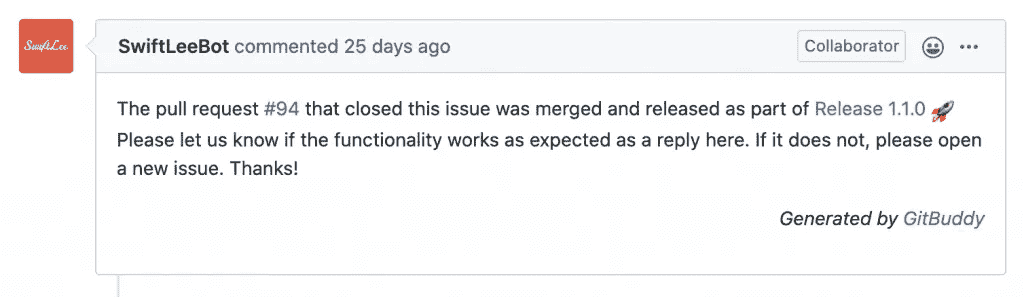 SwiftLee
SwiftLeeBot commented 25 days ago
Collaborator
The pull request #94 that closed this issue was merged and released as part of Release 1.1.0 🚀
Please let us know if the functionality works as expected as a reply here. If it does not, please open
a new issue. Thanks!
Generated by GitBuddy